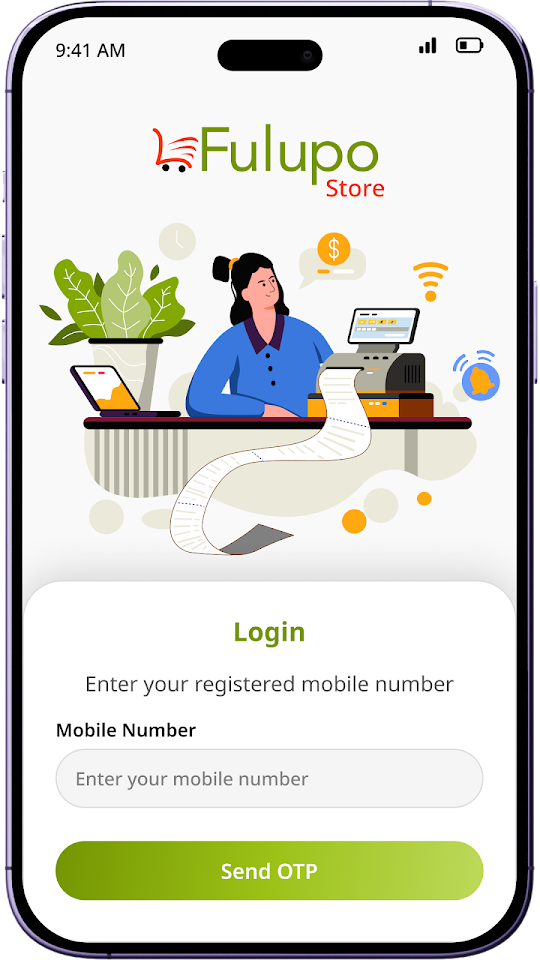 9:41 AM
Fulupo
Store
$
Login
Enter your registered mobile number
Mobile Number
Enter your mobile number
Send OTP